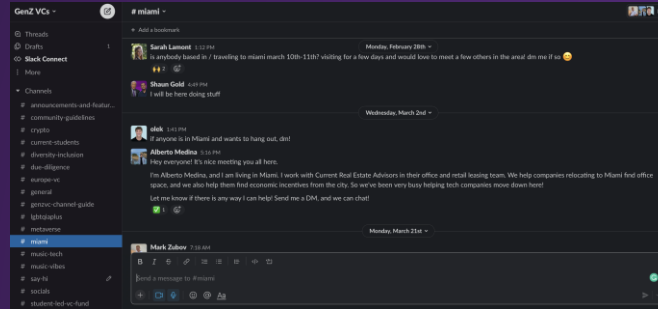 GenZ VCs
Threads
Drafts 1
Slack Connect
More
Channels
# announcements-and-featur...
# community-guidelines
# crypto
# current-students
# diversity-inclusion
# due-diligence
# europe-vc
# general
# genzvc-channel-guide
# lgbtqiaplus
# metaverse
# miami
# music-tech
# music-vibes
# say-hi
# socials
# student-led-vc-fund
# miami
+ Add a bookmark
Monday, February 28th
Sarah Lamont 1:12 PM
is anybody based in / traveling to miami march 10th-11th? visiting for a few days and would love to meet a few others in the area! dm me if so 😊
🙌 2
Shaun Gold 6:49 PM
I will be here doing stuff
Wednesday, March 2nd
olek 1:41 PM
if anyone is in Miami and wants to hang out, dm!
Alberto Medina 5:16 PM
Hey everyone! It's nice meeting you all here.
I'm Alberto Medina, and I am living in Miami. I work with Current Real Estate Advisors in their office and retail leasing team. We help companies relocating to Miami find office
space, and we also help them find economic incentives from the city. So we've been very busy helping tech companies move down here!
Let me know if there is any way I can help! Send me a DM, and we can chat!
✅ 1
Monday, March 21st
Mark Zubov 7:18 AM
B I S
Send a message to #miami
+ @ Aa